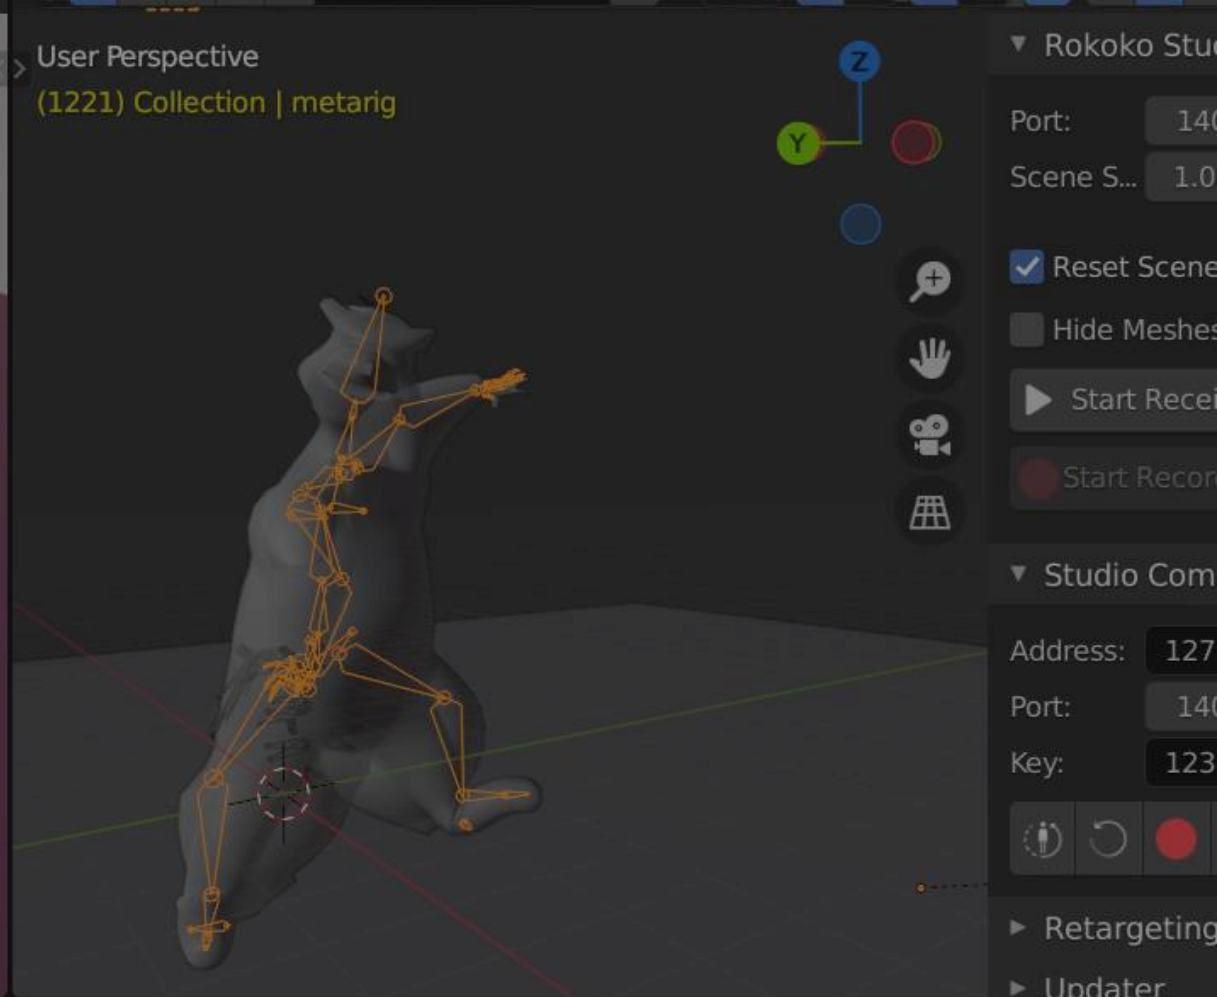 User Perspective
(1221) Collection | metarig
Z
Y
Rokoko Stu
Port: 140
Scene S... 1.0
Reset Scene
Hide Meshes
Start Recei
Start Recor
Studio Com
Address: 127
Port: 140
Key: 123
Retargeting
Updater